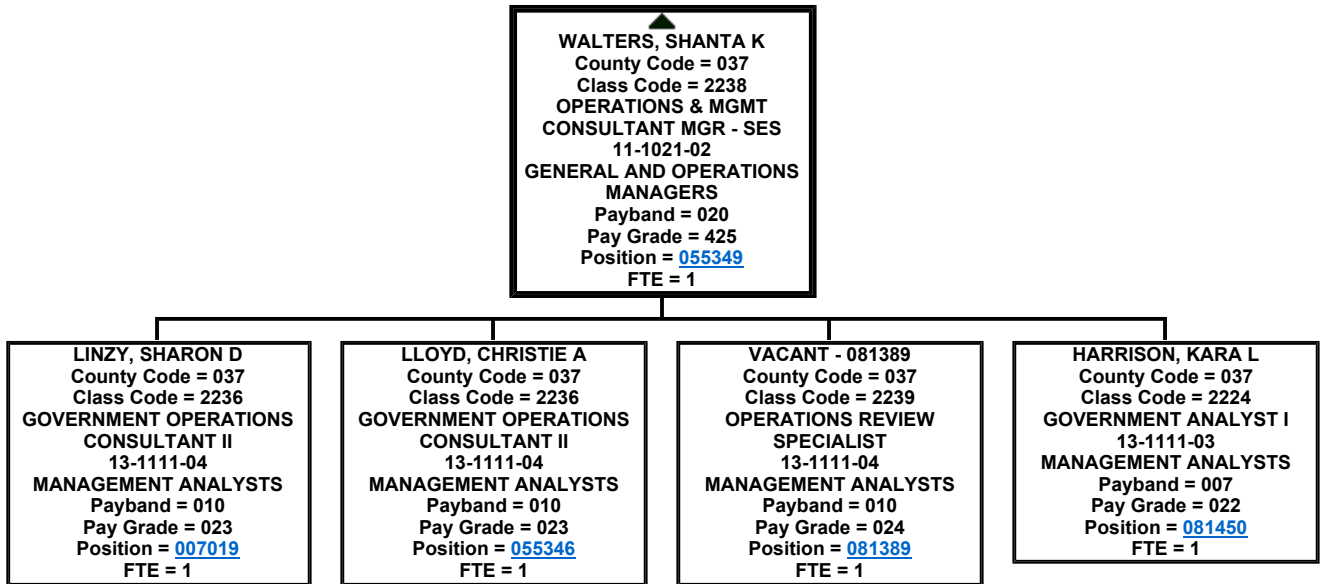 WALTERS, SHANTA K
County Code = 037
Class Code = 2238
OPERATIONS & MGMT
CONSULTANT MGR - SES
11-1021-02
GENERAL AND OPERATIONS
MANAGERS
Payband = 020
Pay Grade = 425
Position = 055349
FTE = 1
LINZY, SHARON D
County Code = 037
Class Code = 2236
GOVERNMENT OPERATIONS
CONSULTANT II
13-1111-04
MANAGEMENT ANALYSTS
Payband = 010
Pay Grade = 023
Position = 007019
FTE = 1
LLOYD, CHRISTIE A
County Code = 037
Class Code = 2236
GOVERNMENT OPERATIONS
CONSULTANT II
13-1111-04
MANAGEMENT ANALYSTS
Payband = 010
Pay Grade = 023
Position = 055346
FTE = 1
VACANT - 081389
County Code = 037
Class Code = 2239
OPERATIONS REVIEW
SPECIALIST
13-1111-04
MANAGEMENT ANALYSTS
Payband = 010
Pay Grade = 024
Position = 081389
FTE = 1
HARRISON, KARA L
County Code = 037
Class Code = 2224
GOVERNMENT ANALYST I
13-1111-03
MANAGEMENT ANALYSTS
Payband = 007
Pay Grade = 022
Position = 081450
FTE = 1